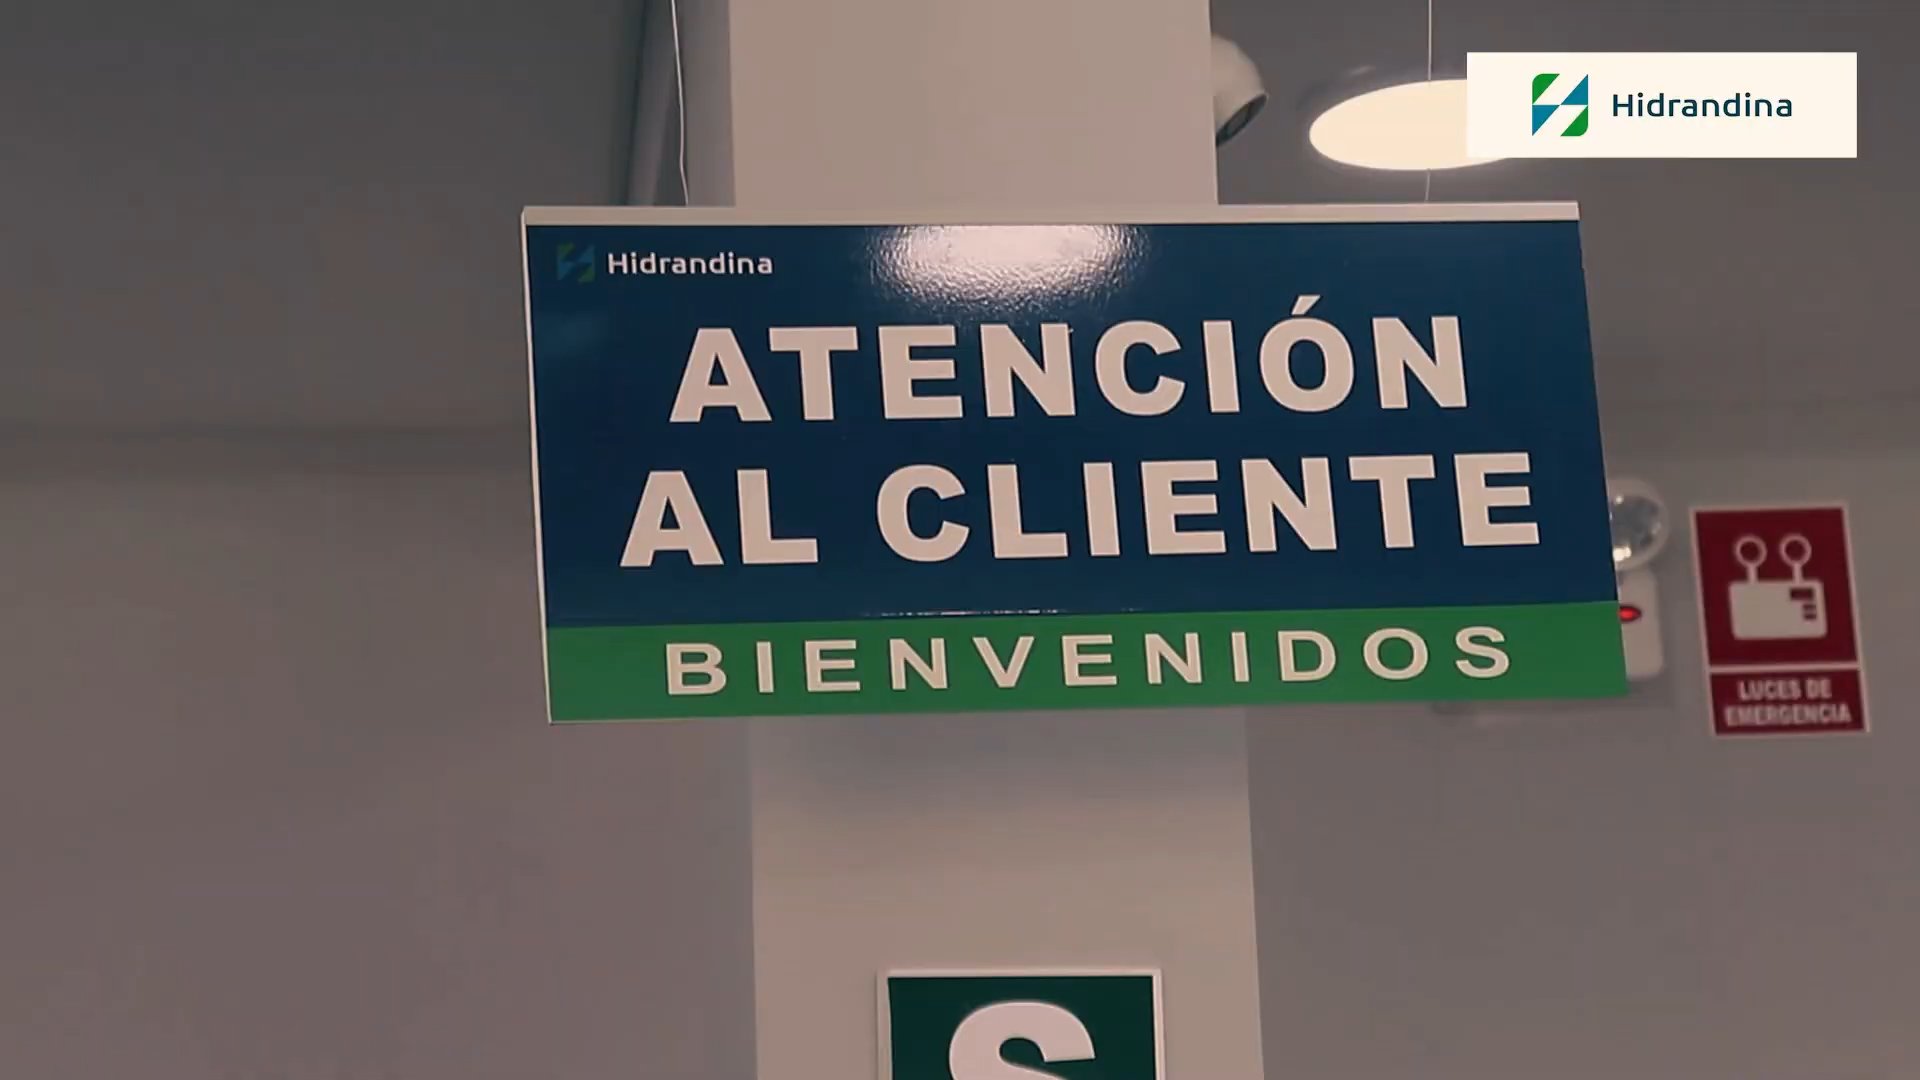 Hidrandina
Hidrandina
ATENCIÓN
AL CLIENTE
BIENVENIDOS
LUCES DE
EMERGENCIA
S